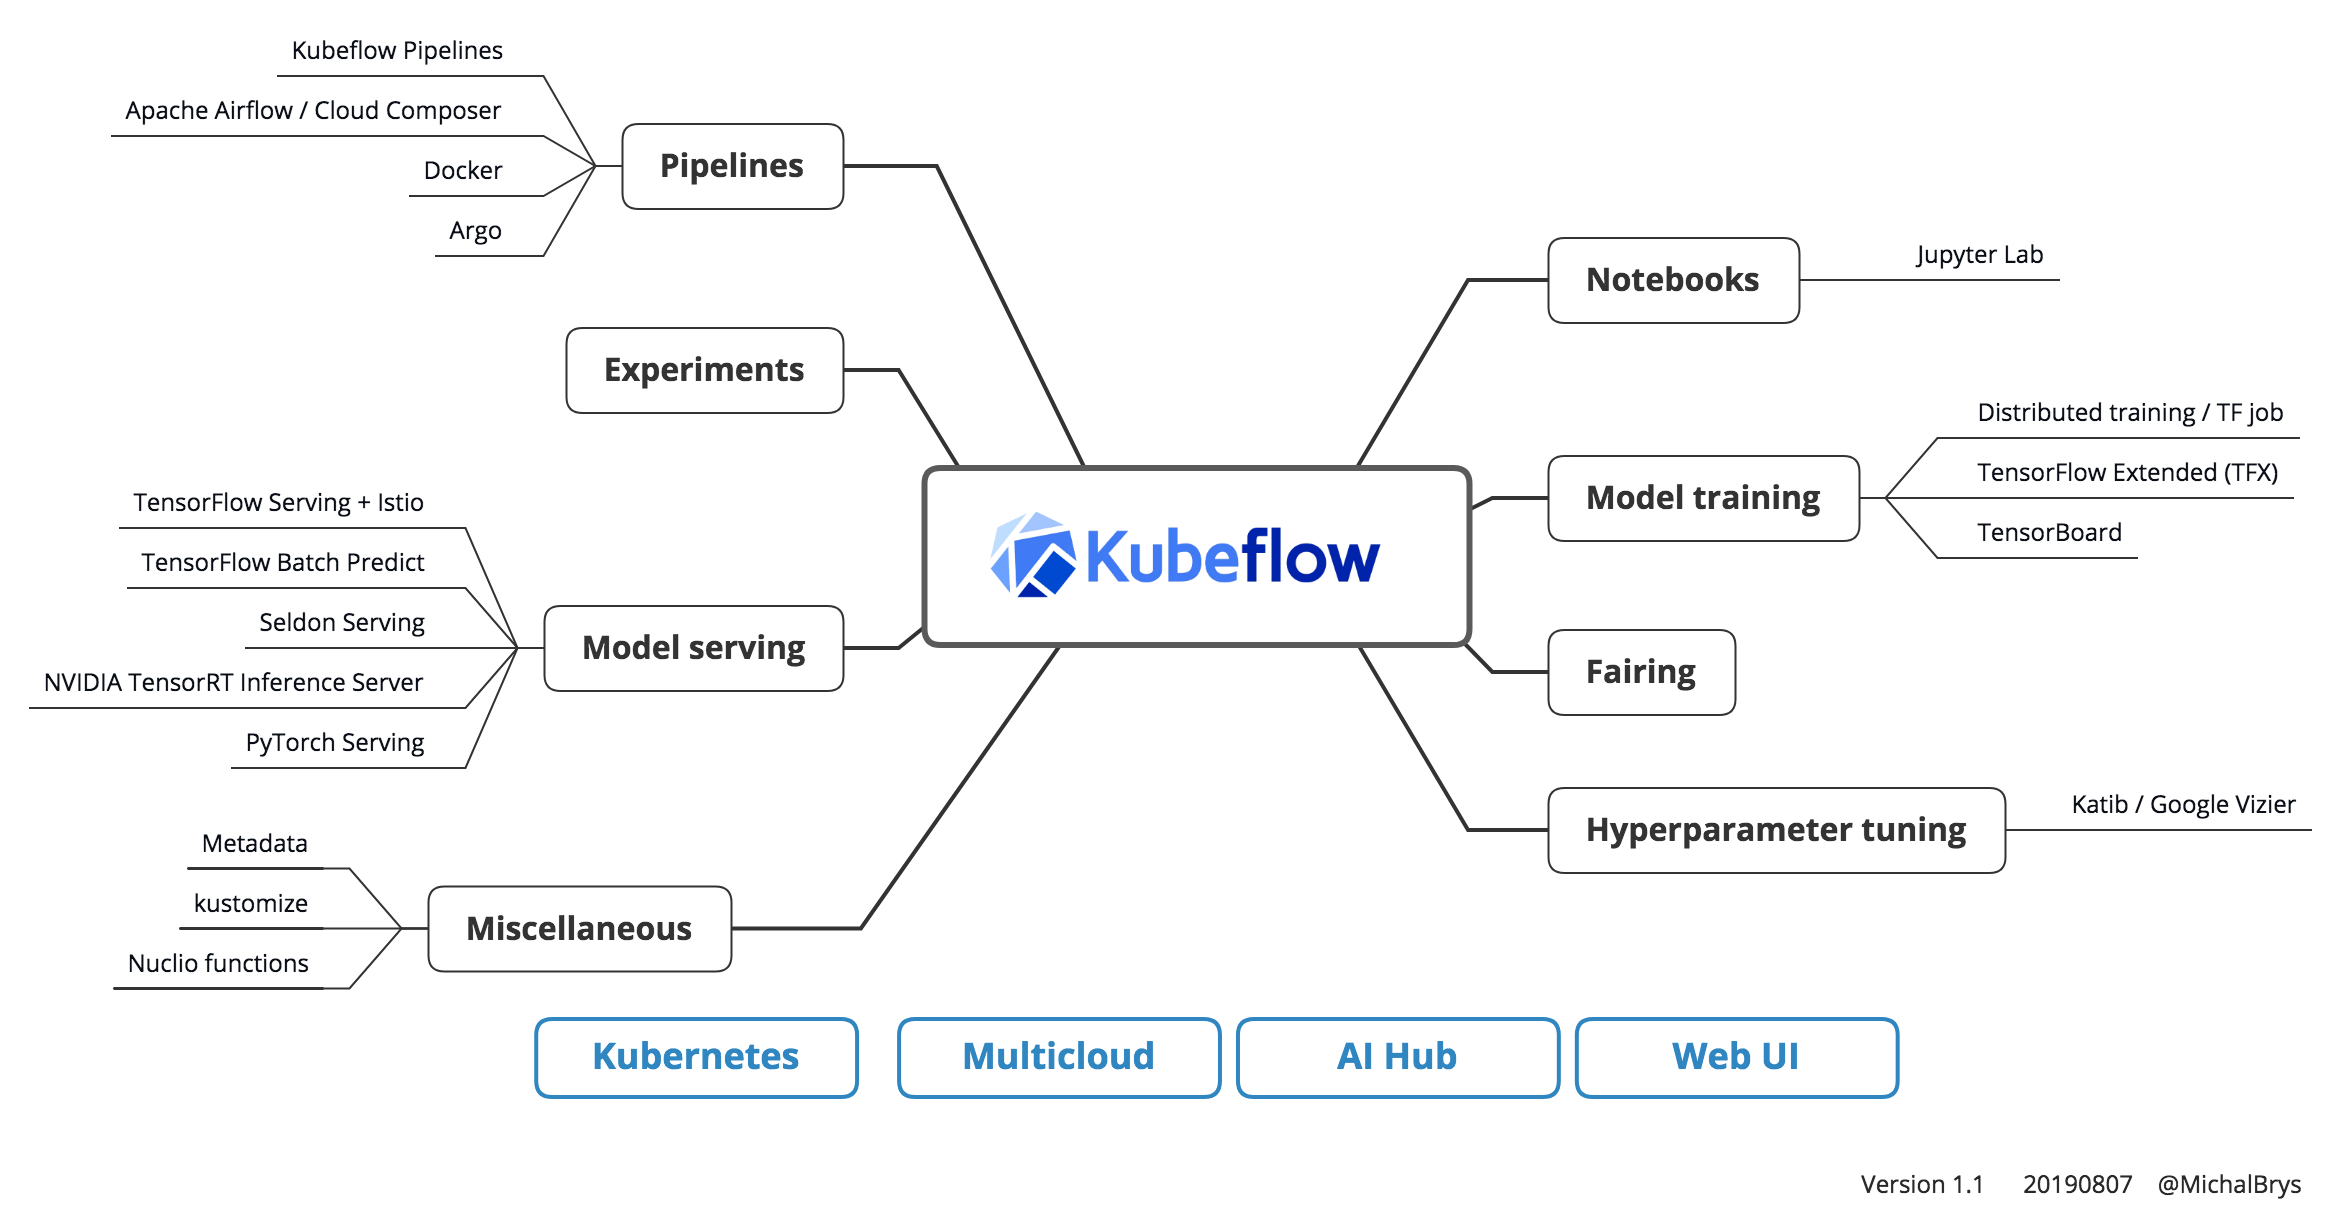 Kubeflow Pipelines
Apache Airflow / Cloud Composer
Docker
Argo
Pipelines
Experiments
TensorFlow Serving + Istio
TensorFlow Batch Predict
Seldon Serving
NVIDIA TensorRT Inference Server
PyTorch Serving
Model serving
Metadata
kustomize
Nuclio functions
Miscellaneous
Kubeflow
Notebooks
Jupyter Lab
Model training
Distributed training / TF job
TensorFlow Extended (TFX)
TensorBoard
Fairing
Hyperparameter tuning
Katib / Google Vizier
Kubernetes
Multicloud
AI Hub
Web UI
Version 1.1 20190807 @MichalBrys